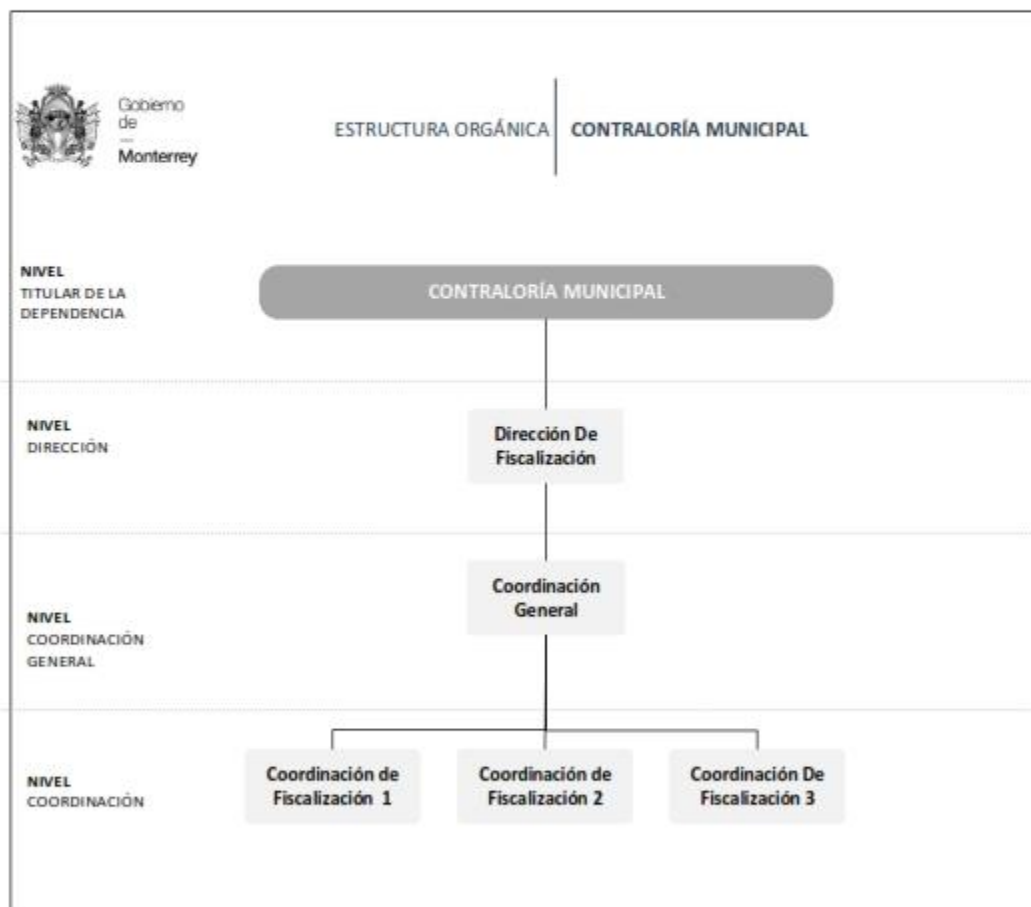 Gobierno
de
—
Monterrey
ESTRUCTURA ORGÁNICA CONTRALORÍA MUNICIPAL
NIVEL
TITULAR DE LA
DEPENDENCIA
CONTRALORÍA MUNICIPAL
NIVEL
DIRECCIÓN
Dirección De
Fiscalización
NIVEL
COORDINACIÓN
GENERAL
Coordinación
General
NIVEL
COORDINACIÓN
Coordinación de
Fiscalización 1
Coordinación de
Fiscalización 2
Coordinación De
Fiscalización 3